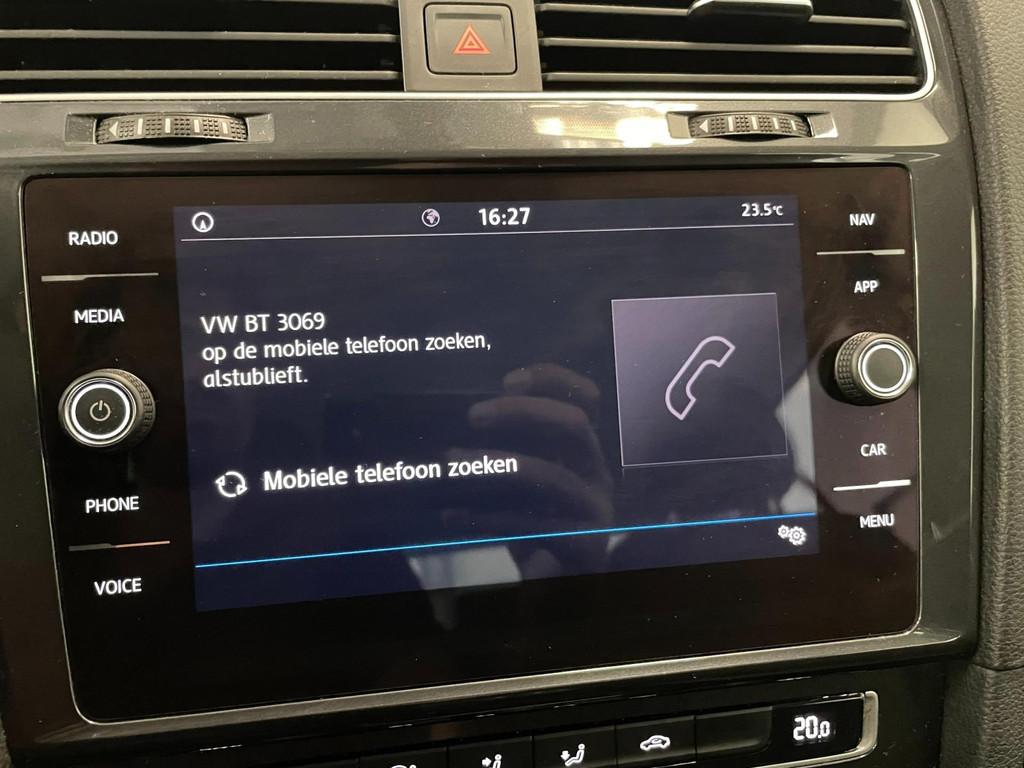 16:27
23.5°C
RADIO
NAV
MEDIA
APP
VW BT 3069
op de mobiele telefoon zoeken,
alstublieft.
Mobiele telefoon zoeken
PHONE
CAR
VOICE
MENU
20.0